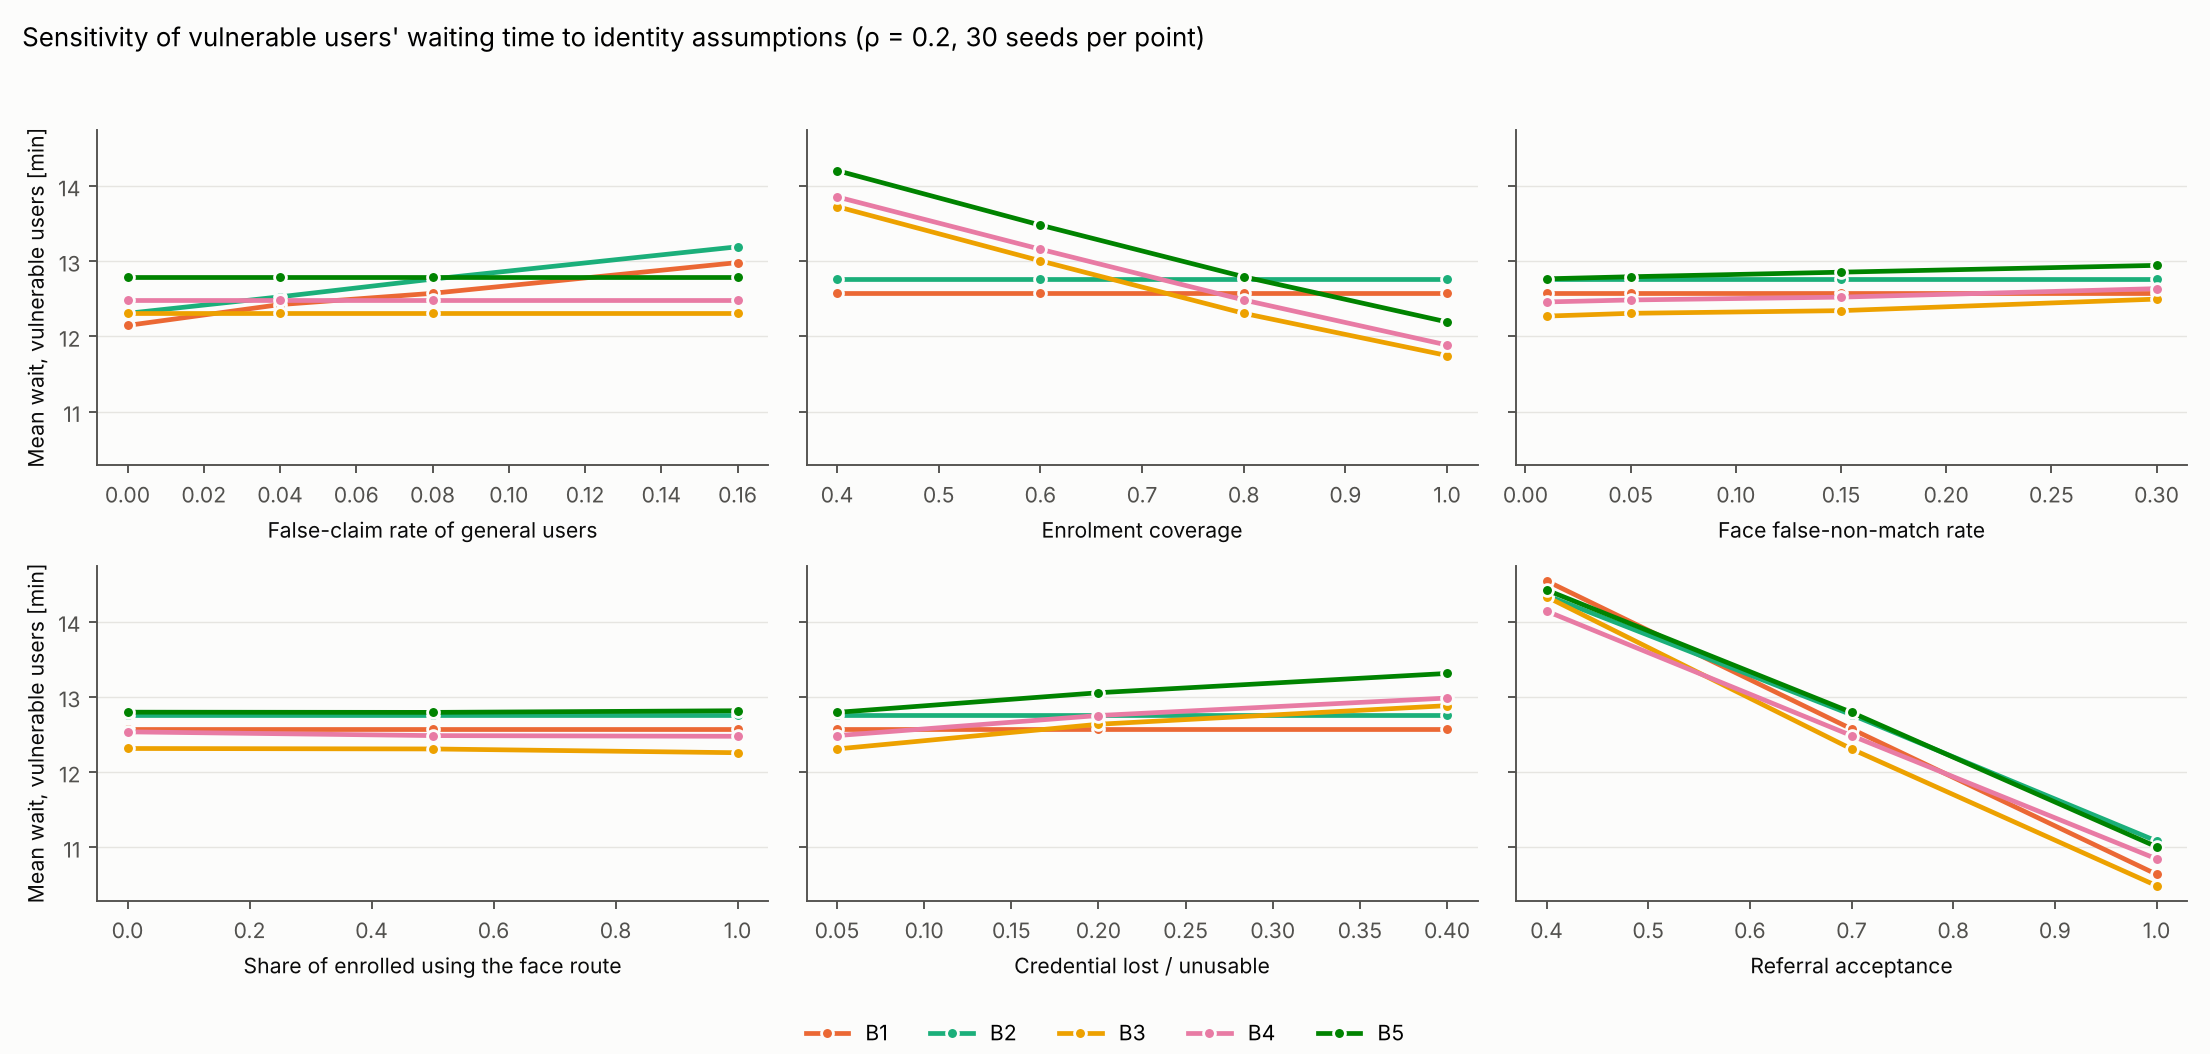 Sensitivity of vulnerable users' waiting time to identity assumptions (ρ = 0.2, 30 seeds per point)
Mean wait, vulnerable users [min]
14
13
12
11
0.00 0.02 0.04 0.06 0.08 0.10 0.12 0.14 0.16
False-claim rate of general users
0.4 0.5 0.6 0.7 0.8 0.9 1.0
Enrolment coverage
0.00 0.05 0.10 0.15 0.20 0.25 0.30
Face false-non-match rate
Mean wait, vulnerable users [min]
14
13
12
11
0.0 0.2 0.4 0.6 0.8 1.0
Share of enrolled using the face route
0.05 0.10 0.15 0.20 0.25 0.30 0.35 0.40
Credential lost / unusable
0.4 0.5 0.6 0.7 0.8 0.9 1.0
Referral acceptance
B1 B2 B3 B4 B5